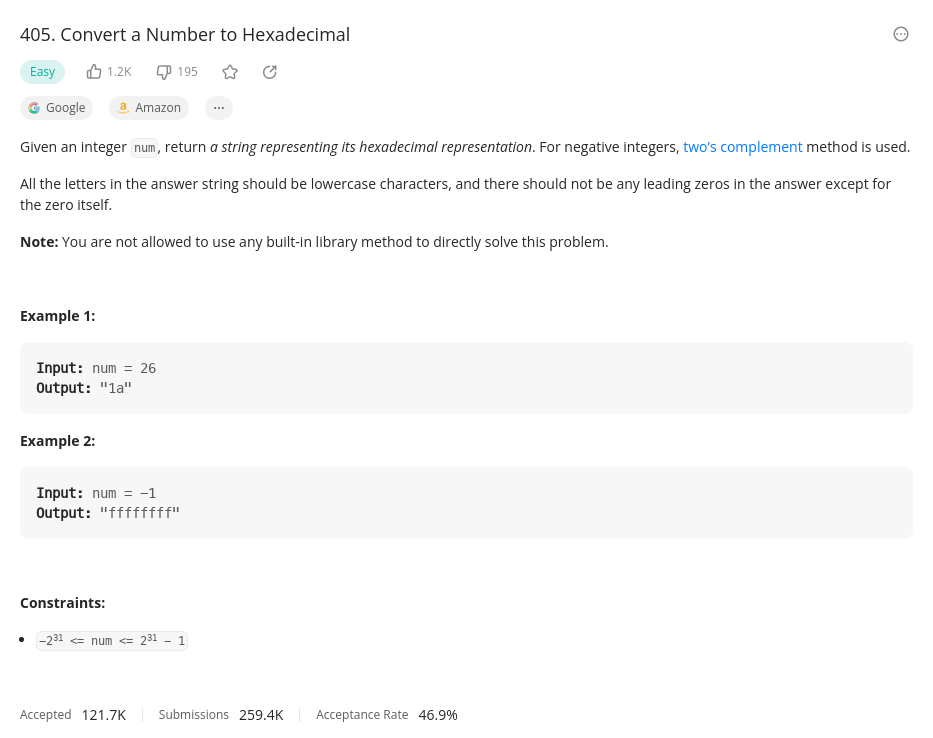 405. Convert a Number to Hexadecimal
Easy 1.2K 195
Google Amazon ...
Given an integer num, return a string representing its hexadecimal representation. For negative integers, two's complement method is used.
All the letters in the answer string should be lowercase characters, and there should not be any leading zeros in the answer except for
the zero itself.
Note: You are not allowed to use any built-in library method to directly solve this problem.
Example 1:
Input: num = 26
Output: "1a"
Example 2:
Input: num = −1
Output: "ffffffff"
Constraints:
• −2³¹ <= num <= 2³¹ − 1
Accepted 121.7K Submissions 259.4K Acceptance Rate 46.9%